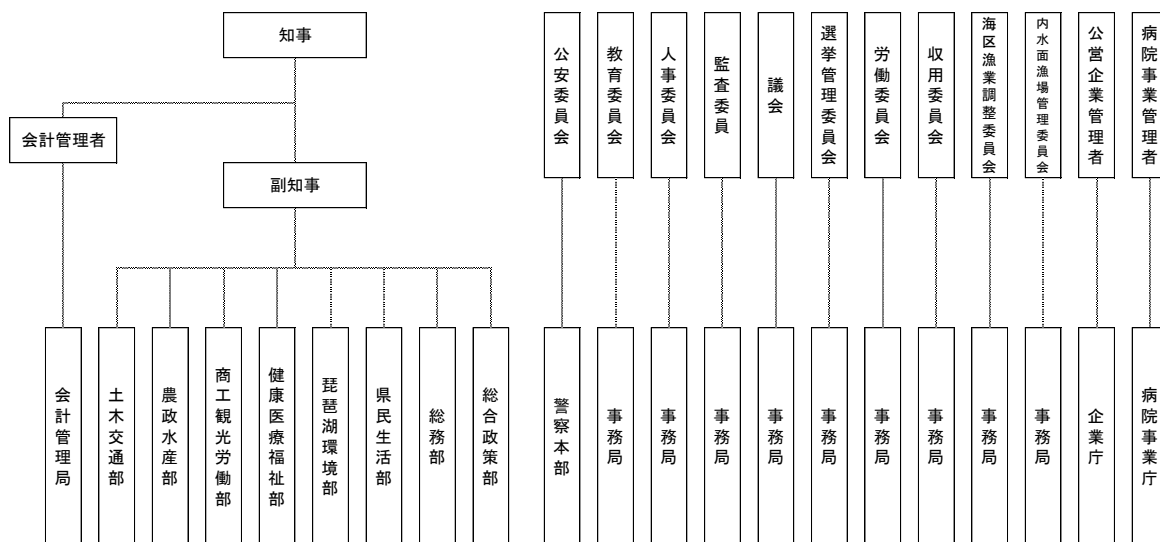 知事
会計管理者
副知事
公安委員会
教育委員会
人事委員会
監査委員
議会
選挙管理委員会
労働委員会
収用委員会
海区漁業調整委員会
内水面漁場管理委員会
公営企業管理者
病院事業管理者
会計管理局
土木交通部
農政水産部
商工観光労働部
健康医療福祉部
琵琶湖環境部
県民生活部
総務部
総合政策部
警察本部
事務局
事務局
事務局
事務局
事務局
事務局
事務局
事務局
事務局
企業庁
病院事業庁